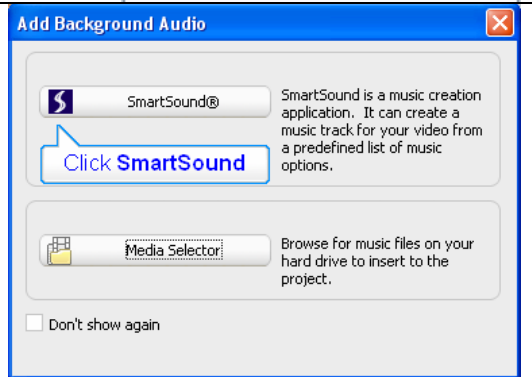 Add Background Audio
SmartSound®
SmartSound is a music creation
application. It can create a
music track for your video from
a predefined list of music
options.
Click SmartSound
Media Selector
Browse for music files on your
hard drive to insert to the
project.
Don't show again